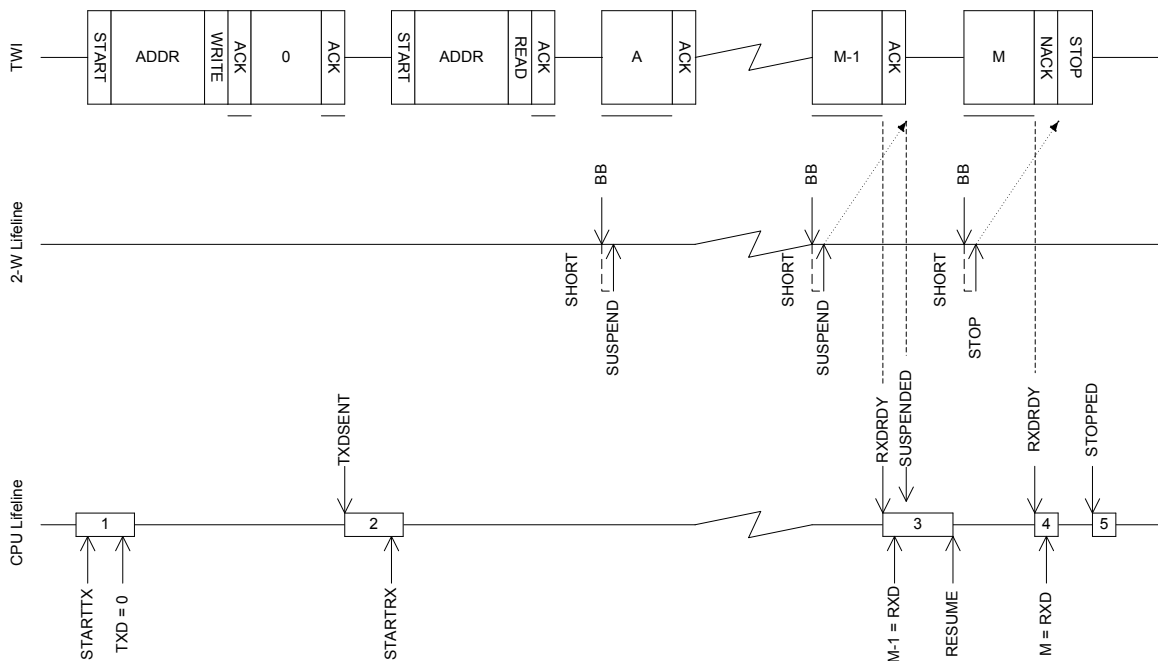 TWI
START
ADDR
WRITE
ACK
0
ACK
START
ADDR
READ
ACK
A
ACK
M-1
ACK
M
NACK
STOP
2-W Lifeline
BB
SHORT
SUSPEND
BB
SHORT
SUSPEND
BB
SHORT
STOP
CPU Lifeline
TXDSENT
RXDRDY
SUSPENDED
RXDRDY
STOPPED
1
2
3
4
5
STARTTX
TXD = 0
STARTRX
M-1 = RXD
RESUME
M = RXD